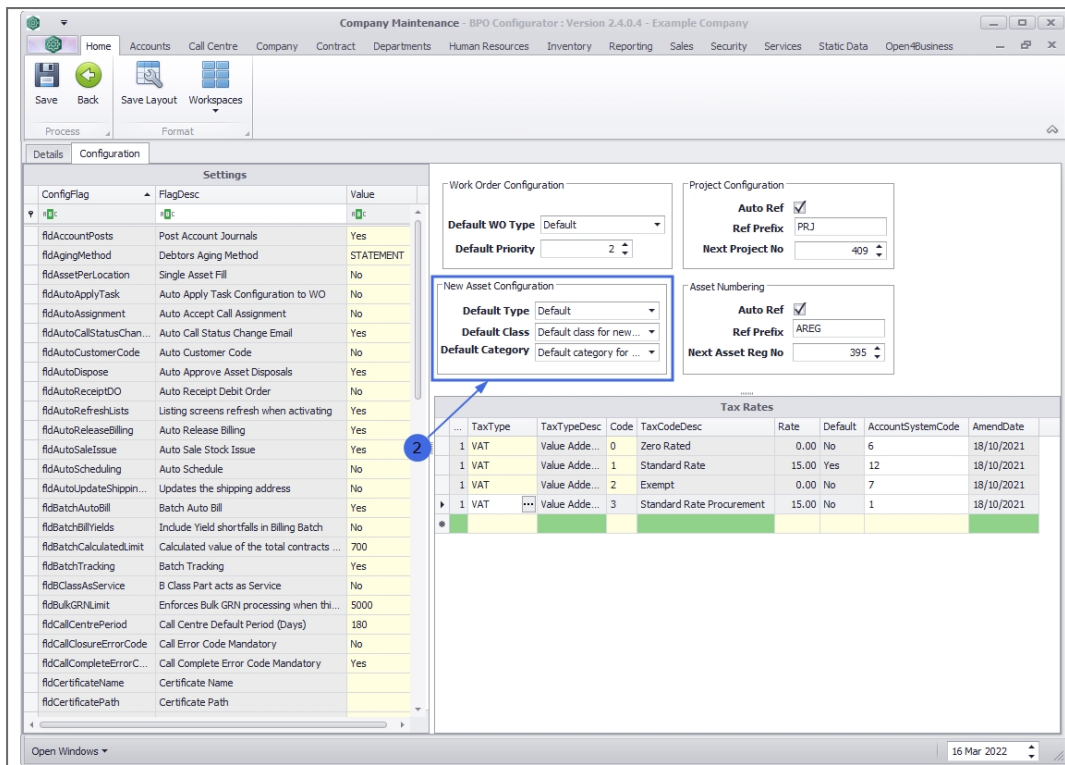 Company Maintenance - BPO Configurator : Version 2.4.0.4 - Example Company
Home Accounts Call Centre Company Contract Departments Human Resources Inventory Reporting Sales Security Services Static Data Open4Business
Save Back Save Layout Workspaces
Process Format
Details Configuration
Settings
ConfigFlag FlagDesc Value
fldAccountPosts Post Account Journals Yes
fldAgingMethod Debtors Aging Method STATEMENT
fldAssetPerLocation Single Asset Fill No
fldAutoApplyTask Auto Apply Task Configuration to WO No
fldAutoAssignment Auto Accept Call Assignment No
fldAutoCallStatusChan... Auto Call Status Change Email Yes
fldAutoCustomerCode Auto Customer Code No
fldAutoDispose Auto Approve Asset Disposals Yes
fldAutoReceiptDO Auto Receipt Debit Order No
fldAutoRefreshLists Listing screens refresh when activating Yes
fldAutoReleaseBilling Auto Release Billing Yes
fldAutoSaleIssue Auto Sale Stock Issue Yes
fldAutoScheduling Auto Schedule No
fldAutoUpdateShippin... Updates the shipping address No
fldBatchAutoBill Batch Auto Bill Yes
fldBatchBillYields Include Yield shortfalls in Billing Batch No
fldBatchCalculatedLimit Calculated value of the total contracts ... 700
fldBatchTracking Batch Tracking Yes
fldBClassAsService B Class Part acts as Service No
fldBulkGRNLimit Enforces Bulk GRN processing when thi... 5000
fldCallCentrePeriod Call Centre Default Period (Days) 180
fldCallClosureErrorCode Call Error Code Mandatory No
fldCallCompleteErrorC... Call Complete Error Code Mandatory Yes
fldCertificateName Certificate Name
fldCertificatePath Certificate Path
Work Order Configuration
Default WO Type Default
Default Priority 2
Project Configuration
Auto Ref
Ref Prefix PRJ
Next Project No 409
New Asset Configuration
Default Type Default
Default Class Default class for new...
Default Category Default category for ...
Asset Numbering
Auto Ref
Ref Prefix AREG
Next Asset Reg No 395
2
Tax Rates
... TaxType TaxTypeDesc Code TaxCodeDesc Rate Default AccountSystemCode AmendDate
1 VAT Value Adde... 0 Zero Rated 0.00 No 6 18/10/2021
1 VAT Value Adde... 1 Standard Rate 15.00 Yes 12 18/10/2021
1 VAT Value Adde... 2 Exempt 0.00 No 7 18/10/2021
1 VAT ... Value Adde... 3 Standard Rate Procurement 15.00 No 1 18/10/2021
Open Windows 16 Mar 2022